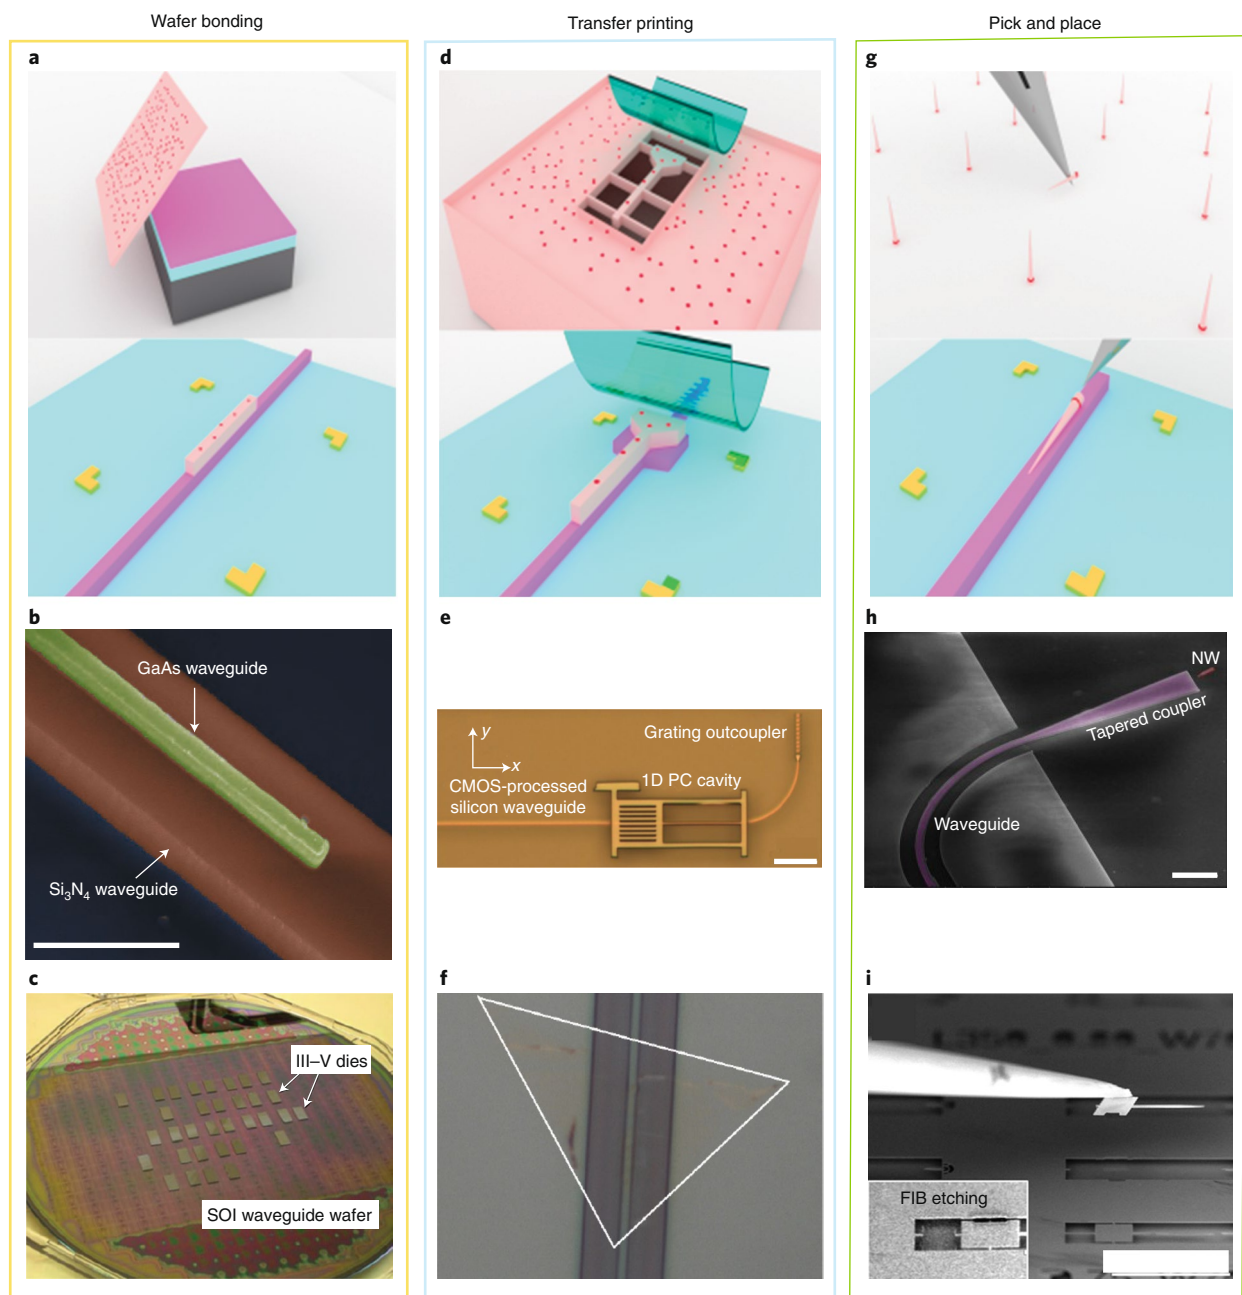 Wafer bonding
Transfer printing
Pick and place
a
d
g
b
GaAs waveguide
Si₃N₄ waveguide
e
y
x
Grating outcoupler
CMOS-processed
silicon waveguide
1D PC cavity
h
NW
Tapered coupler
Waveguide
c
III–V dies
SOI waveguide wafer
f
i
FIB etching